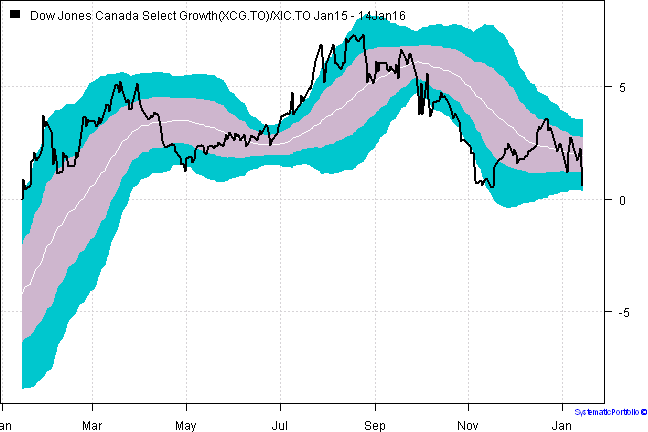 Dow Jones Canada Select Growth(XCG.TO)/XIC.TO Jan15 - 14Jan16
5
0
-5
an Mar May Jul Sep Nov Jan
SystematicPortfolio ©